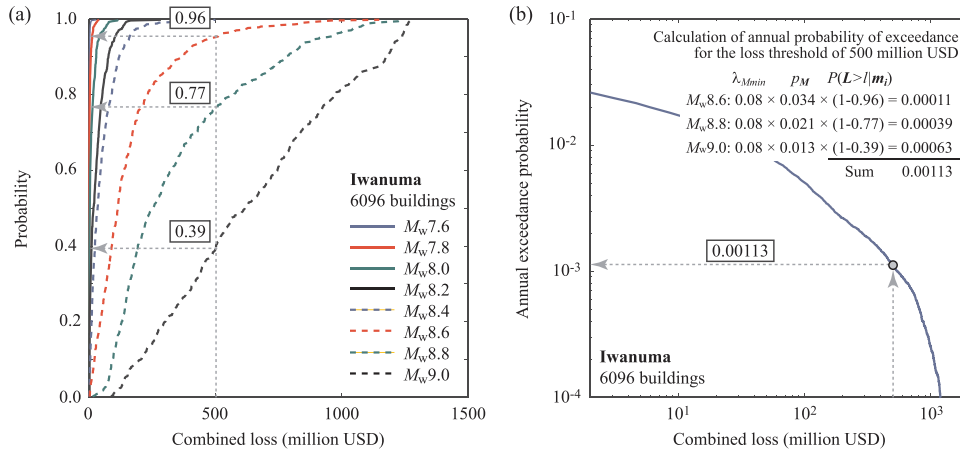 (a)
1.0
0.8
0.6
0.4
0.2
0.0
Probability
0.96
0.77
0.39
Iwanuma
6096 buildings
Mw7.6
Mw7.8
Mw8.0
Mw8.2
Mw8.4
Mw8.6
Mw8.8
Mw9.0
0
500
1000
1500
Combined loss (million USD)
(b)
10-1
10-2
10-3
10-4
Annual exceedance probability
Calculation of annual probability of exceedance
for the loss threshold of 500 million USD
λMmin pM P(L>l|mi)
Mw8.6: 0.08 × 0.034 × (1-0.96) = 0.00011
Mw8.8: 0.08 × 0.021 × (1-0.77) = 0.00039
Mw9.0: 0.08 × 0.013 × (1-0.39) = 0.00063
Sum 0.00113
0.00113
Iwanuma
6096 buildings
101
102
103
Combined loss (million USD)